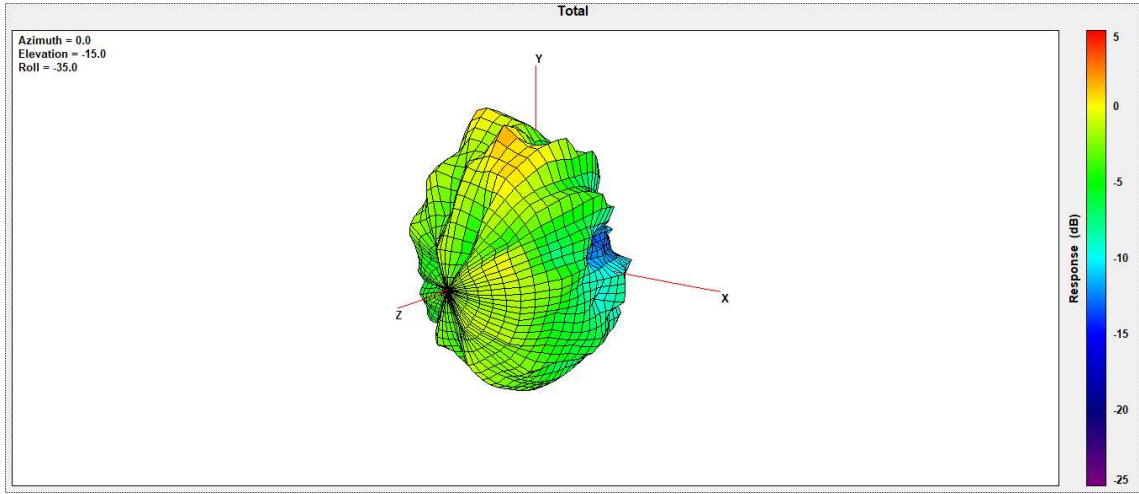 Total
Azimuth = 0.0
Elevation = -15.0
Roll = -35.0
Y
X
Z
5
0
-5
-10
-15
-20
-25
Response (dB)